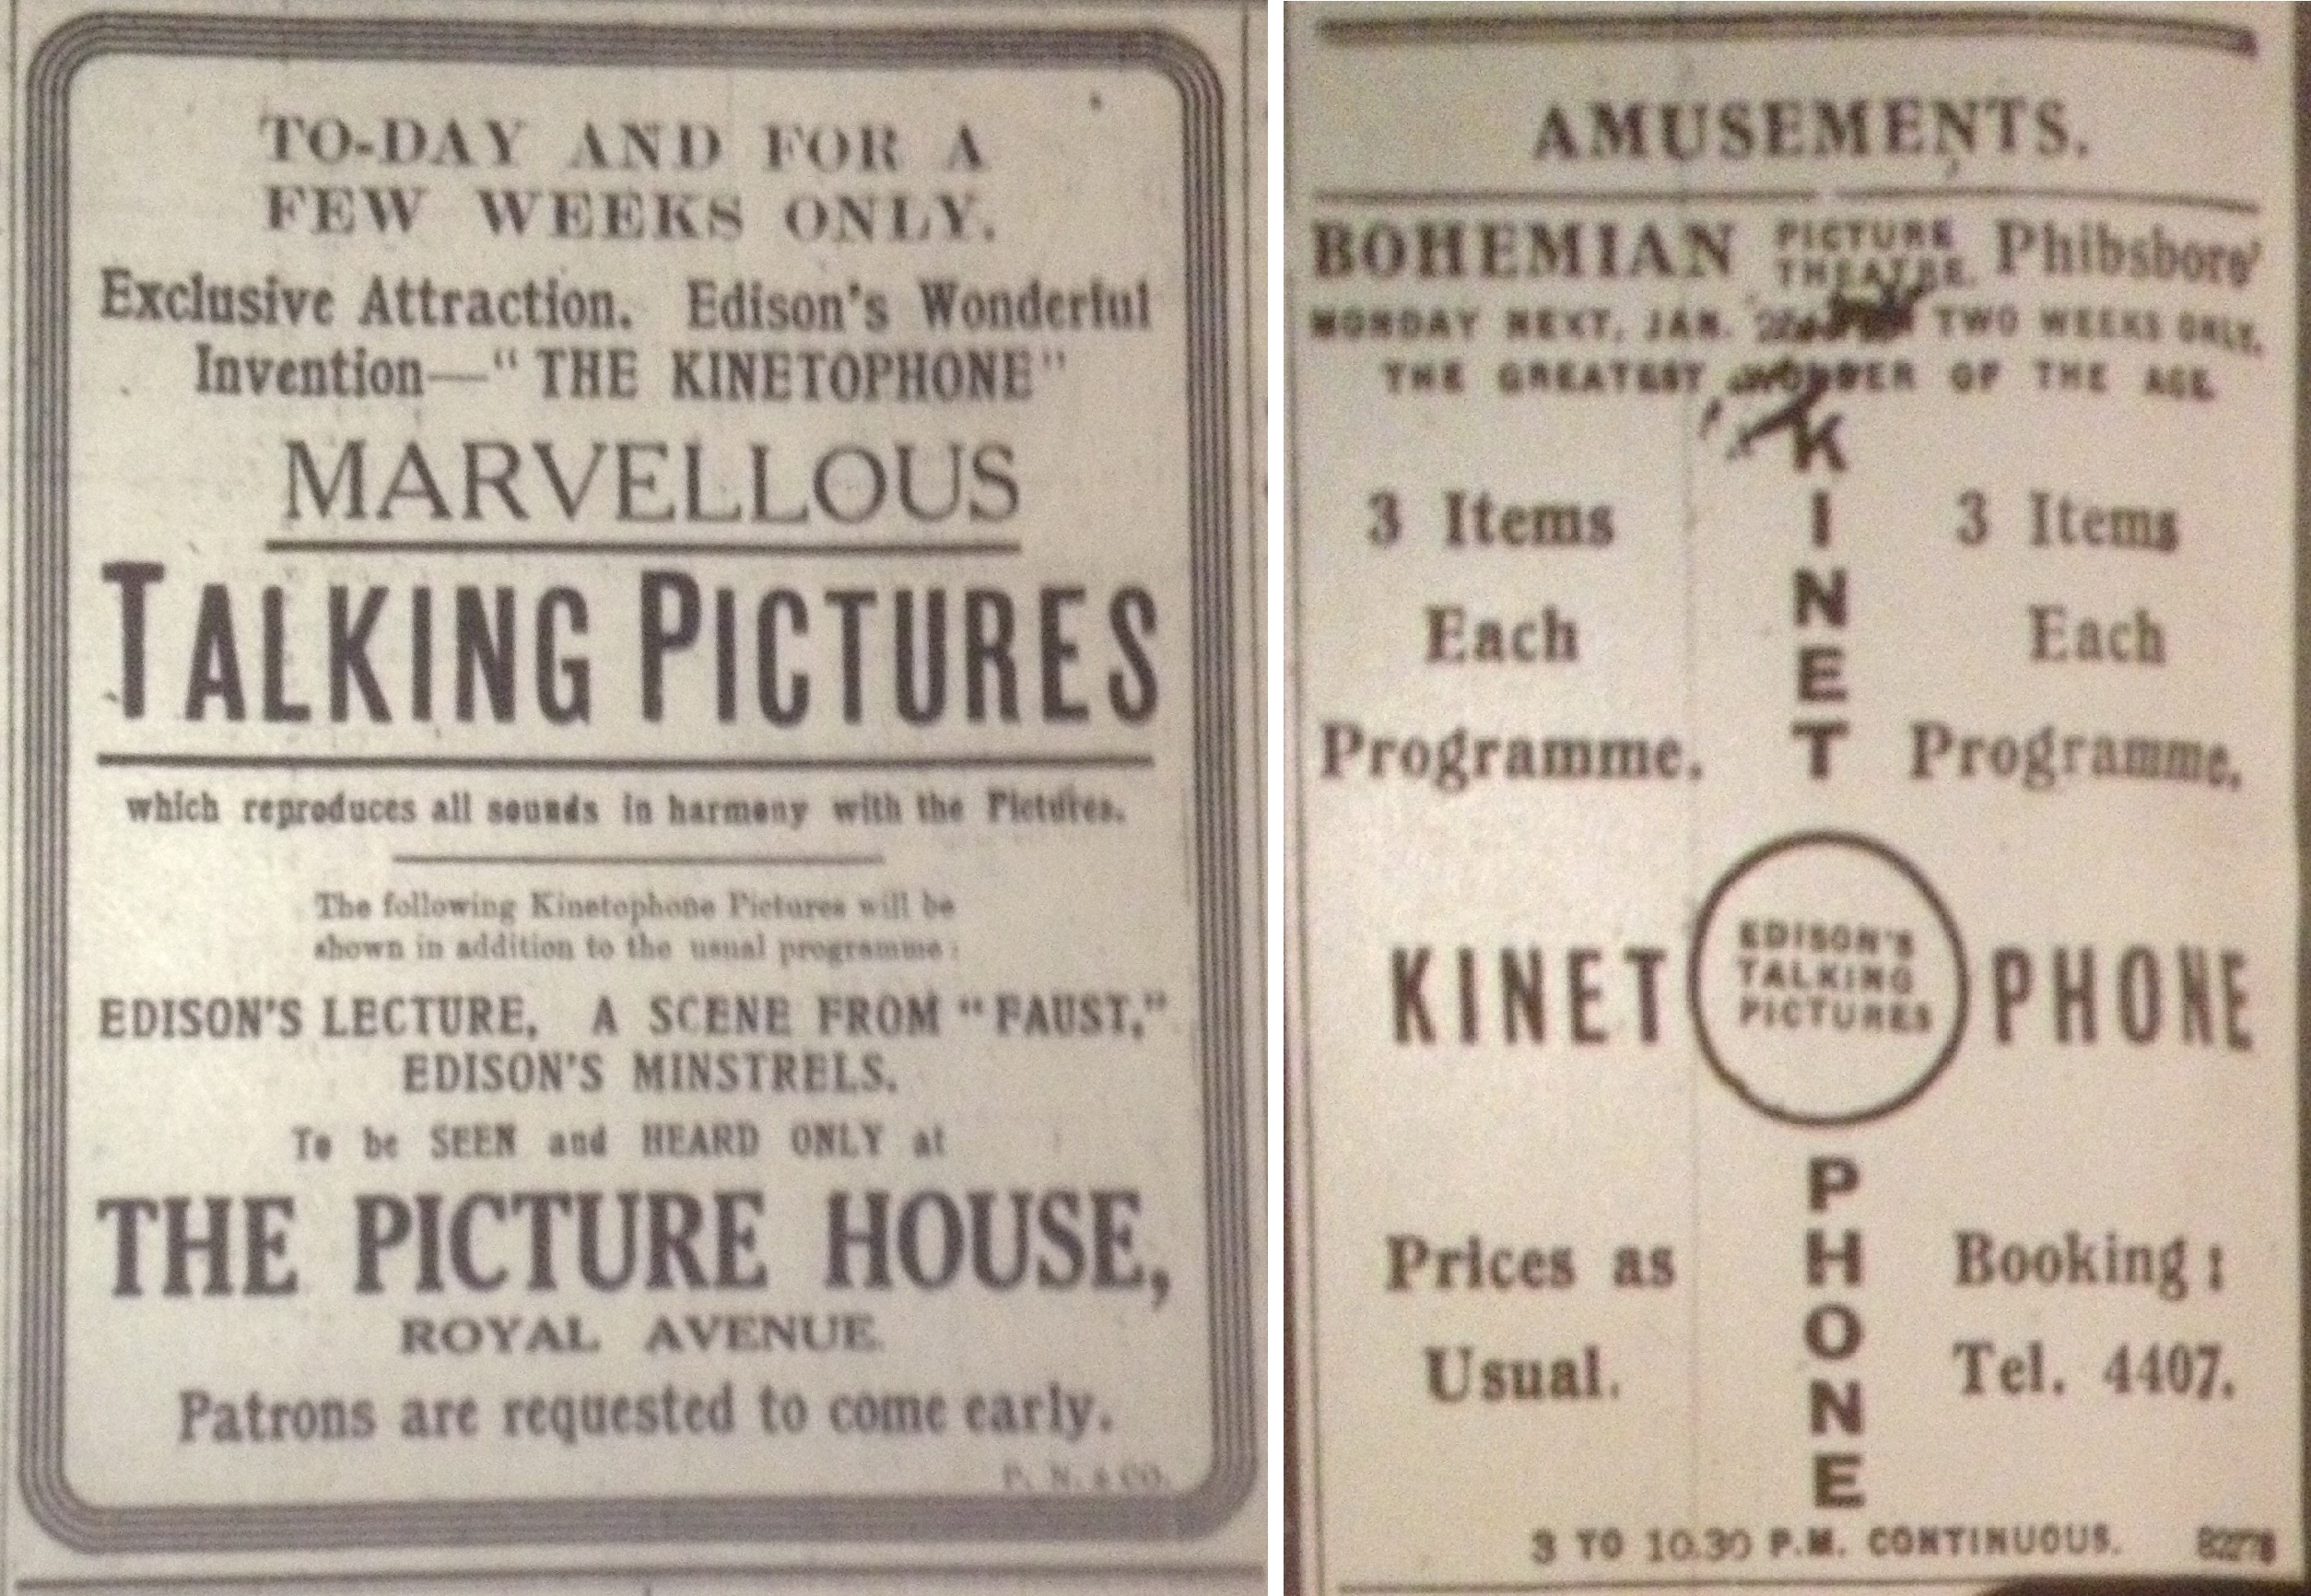 TO-DAY AND FOR A
FEW WEEKS ONLY.
Exclusive Attraction. Edison's Wonderful
Invention—"THE KINETOPHONE"
MARVELLOUS
TALKING PICTURES
which reproduces all sounds in harmony with the Pictures.
The following Kinetophone Pictures will be
shown in addition to the usual programme:
EDISON'S LECTURE, A SCENE FROM "FAUST,"
EDISON'S MINSTRELS.
To be SEEN and HEARD ONLY at
THE PICTURE HOUSE,
ROYAL AVENUE
Patrons are requested to come early.
P. N. & CO.
AMUSEMENTS.
BOHEMIAN PICTURE THEATRE. Phibsboro'
MONDAY NEXT, JAN. TWO WEEKS ONLY.
THE GREATEST WONDER OF THE AGE
KINET
3 Items
Each
Programme.
3 Items
Each
Programme.
KINET EDISON'S TALKING PICTURES PHONE
PHONE
Prices as
Usual.
Booking:
Tel. 4407.
3 TO 10.30 P.M. CONTINUOUS.